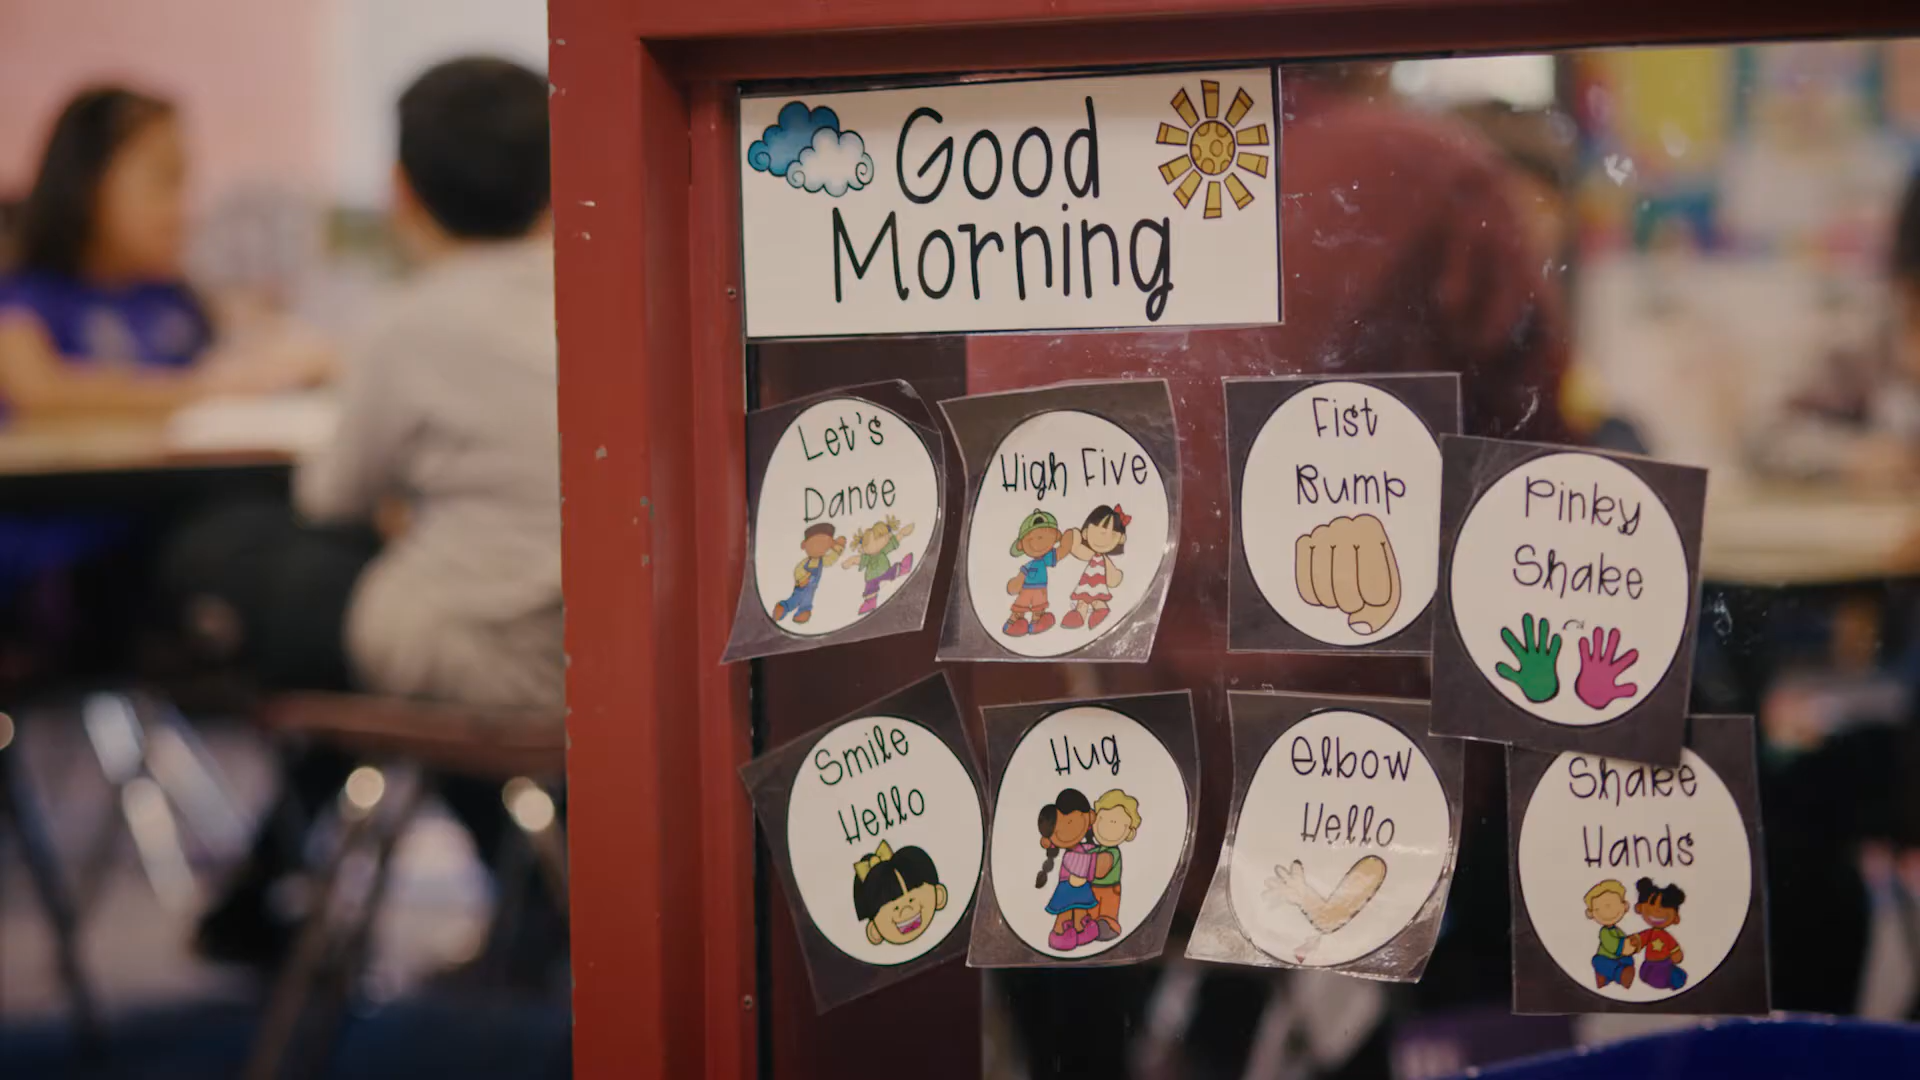 Good
Morning
Let's
Dance
High Five
Fist
Bump
Pinky
Shake
Smile
Hello
Hug
Elbow
Hello
Shake
Hands